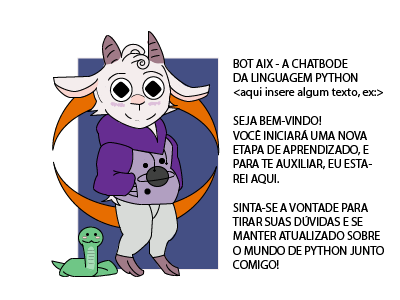 BOT AIX - A CHATBODE
DA LINGUAGEM PYTHON
<aqui insere algum texto, ex:>
SEJA BEM-VINDO!
VOCÊ INICIARÁ UMA NOVA
ETAPA DE APRENDIZADO, E
PARA TE AUXILIAR, EU ESTA-
REI AQUI.
SINTA-SE A VONTADE PARA
TIRAR SUAS DÚVIDAS E SE
MANTER ATUALIZADO SOBRE
O MUNDO DE PYTHON JUNTO
COMIGO!